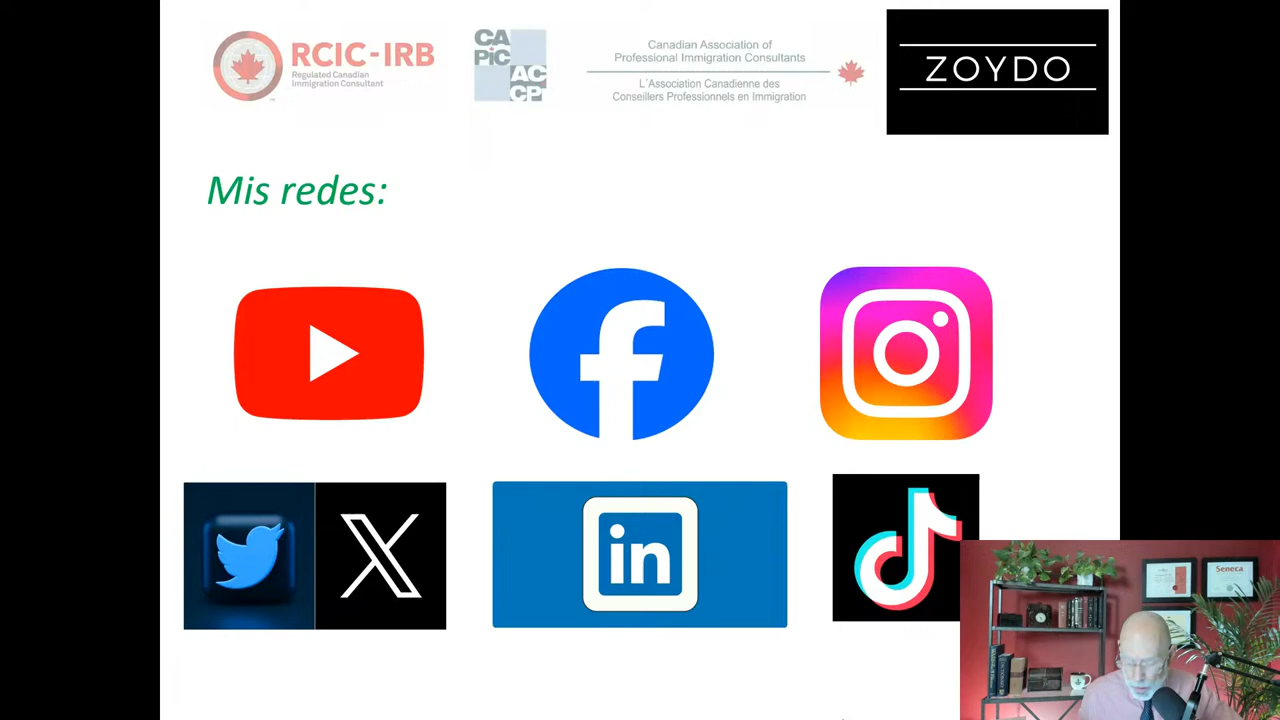 RCIC-IRB
Regulated Canadian
Immigration Consultant
CA
PiC
AC
CP
Canadian Association of
Professional Immigration Consultants
L´Association Canadienne des
Conseillers Professionnels en Immigration
ZOYDO
Mis redes:
in
Seneca